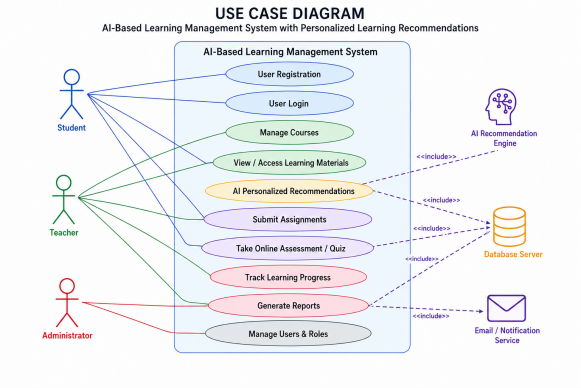 USE CASE DIAGRAM
AI-Based Learning Management System with Personalized Learning Recommendations
AI-Based Learning Management System
User Registration
User Login
Manage Courses
View / Access Learning Materials
AI Personalized Recommendations
Submit Assignments
Take Online Assessment / Quiz
Track Learning Progress
Generate Reports
Manage Users & Roles
Student
Teacher
Administrator
AI Recommendation
Engine
<<include>>
<<include>>
<<include>>
<<include>>
<<include>>
Database Server
Email / Notification
Service